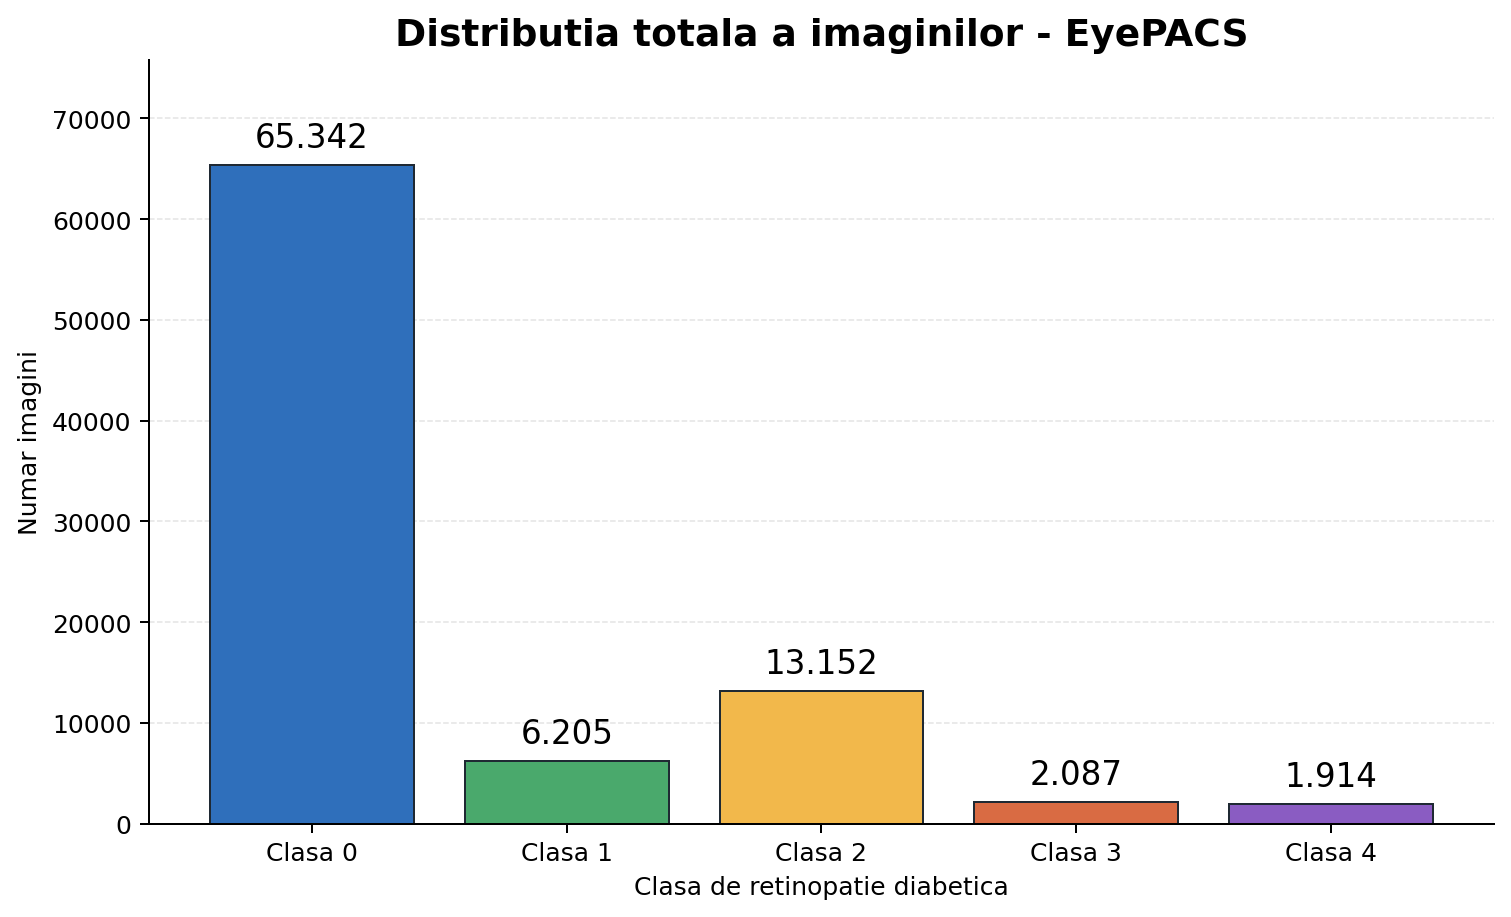 Distributia totala a imaginilor - EyePACS
Numar imagini
70000
60000
50000
40000
30000
20000
10000
0
65.342
6.205
13.152
2.087
1.914
Clasa 0
Clasa 1
Clasa 2
Clasa 3
Clasa 4
Clasa de retinopatie diabetica